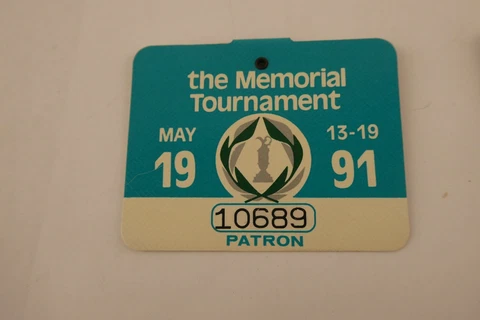 the Memorial
Tournament
MAY 13-19
19 91
10689
PATRON